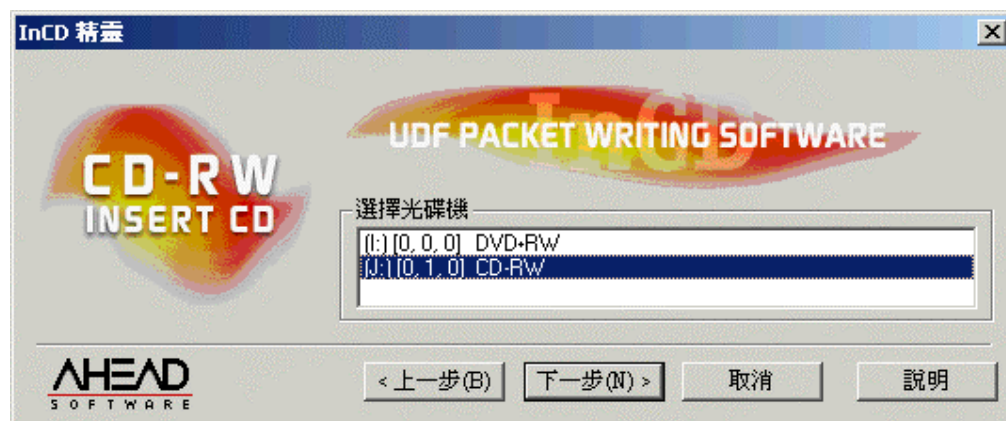 InCD 精靈
CD-RW
INSERT CD
InCD
UDF PACKET WRITING SOFTWARE
選擇光碟機
(I:) [0, 0, 0] DVD+RW
(J:) [0, 1, 0] CD-RW
AHEAD
SOFTWARE
< 上一步(B)
下一步(N) >
取消
說明